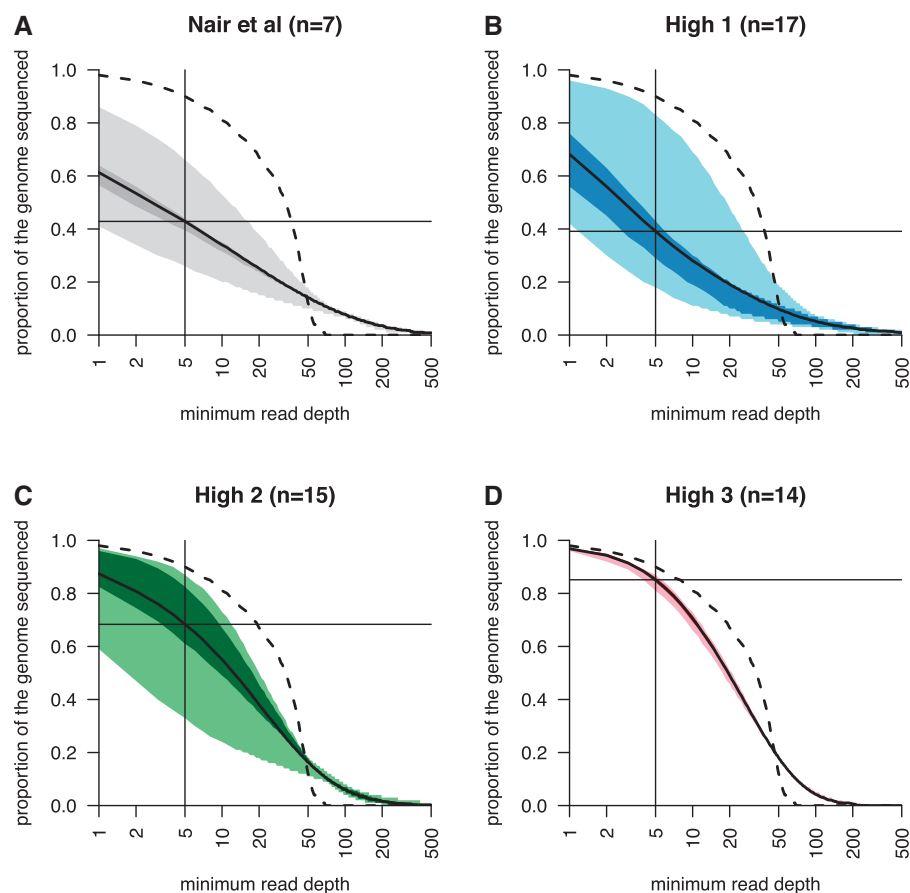 A
Nair et al (n=7)
proportion of the genome sequenced
1.0
0.8
0.6
0.4
0.2
0.0
1 2 5 10 20 50 100 200 500
minimum read depth
B
High 1 (n=17)
proportion of the genome sequenced
1.0
0.8
0.6
0.4
0.2
0.0
1 2 5 10 20 50 100 200 500
minimum read depth
C
High 2 (n=15)
proportion of the genome sequenced
1.0
0.8
0.6
0.4
0.2
0.0
1 2 5 10 20 50 100 200 500
minimum read depth
D
High 3 (n=14)
proportion of the genome sequenced
1.0
0.8
0.6
0.4
0.2
0.0
1 2 5 10 20 50 100 200 500
minimum read depth